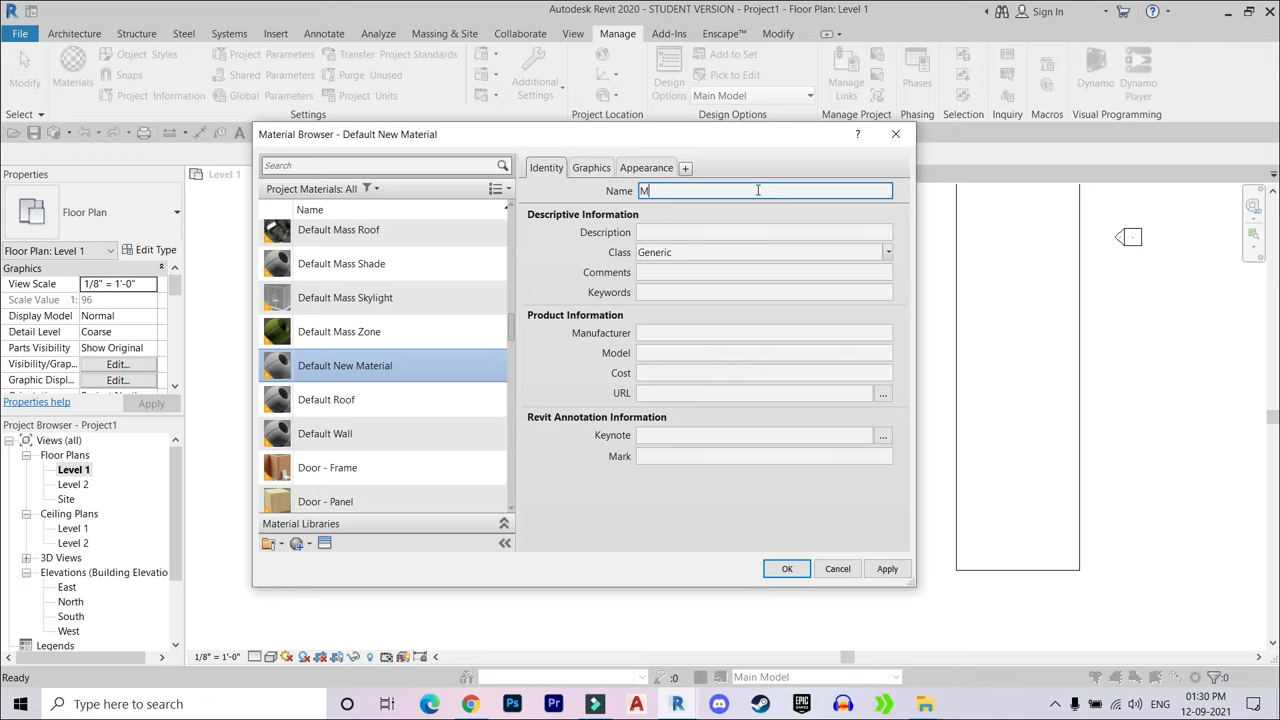 Autodesk Revit 2020 - STUDENT VERSION - Project1 - Floor Plan: Level 1
Sign In
File Architecture Structure Steel Systems Insert Annotate Analyze Massing & Site Collaborate View Manage Add-Ins Enscape™ Modify
Object Styles Project Parameters Transfer Project Standards Add to Set
Snaps Shared Parameters Purge Unused Pick to Edit
Modify Materials Project Information Global Parameters Project Units Additional Settings Design Options Main Model Manage Links Phases Dynamo Dynamo Player
Select Settings Project Location Design Options Manage Project Phasing Selection Inquiry Macros Visual Programming
Properties
Floor Plan
Floor Plan: Level 1 Edit Type
Graphics
View Scale 1/8" = 1'-0"
Scale Value 1: 96
Display Model Normal
Detail Level Coarse
Parts Visibility Show Original
Visibility/Grap... Edit...
Graphic Displ... Edit...
Properties help Apply
Project Browser - Project1
Views (all)
Floor Plans
Level 1
Level 2
Site
Ceiling Plans
Level 1
Level 2
3D Views
Elevations (Building Elevatio
East
North
South
West
Legends
Level 1
Material Browser - Default New Material
?
Search
Project Materials: All
Name
Default Mass Roof
Default Mass Shade
Default Mass Skylight
Default Mass Zone
Default New Material
Default Roof
Default Wall
Door - Frame
Door - Panel
Material Libraries
Identity Graphics Appearance +
Name M
Descriptive Information
Description
Class Generic
Comments
Keywords
Product Information
Manufacturer
Model
Cost
URL ...
Revit Annotation Information
Keynote ...
Mark
OK Cancel Apply
1/8" = 1'-0"
Ready :0 Main Model :0
Type here to search
01:30 PM
12-09-2021